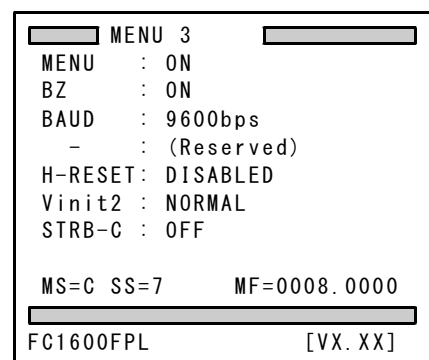 MENU 3
MENU : ON
BZ : ON
BAUD : 9600bps
- : (Reserved)
H-RESET: DISABLED
Vinit2 : NORMAL
STRB-C : OFF
MS=C SS=7 MF=0008.0000
FC1600FPL [VX.XX]